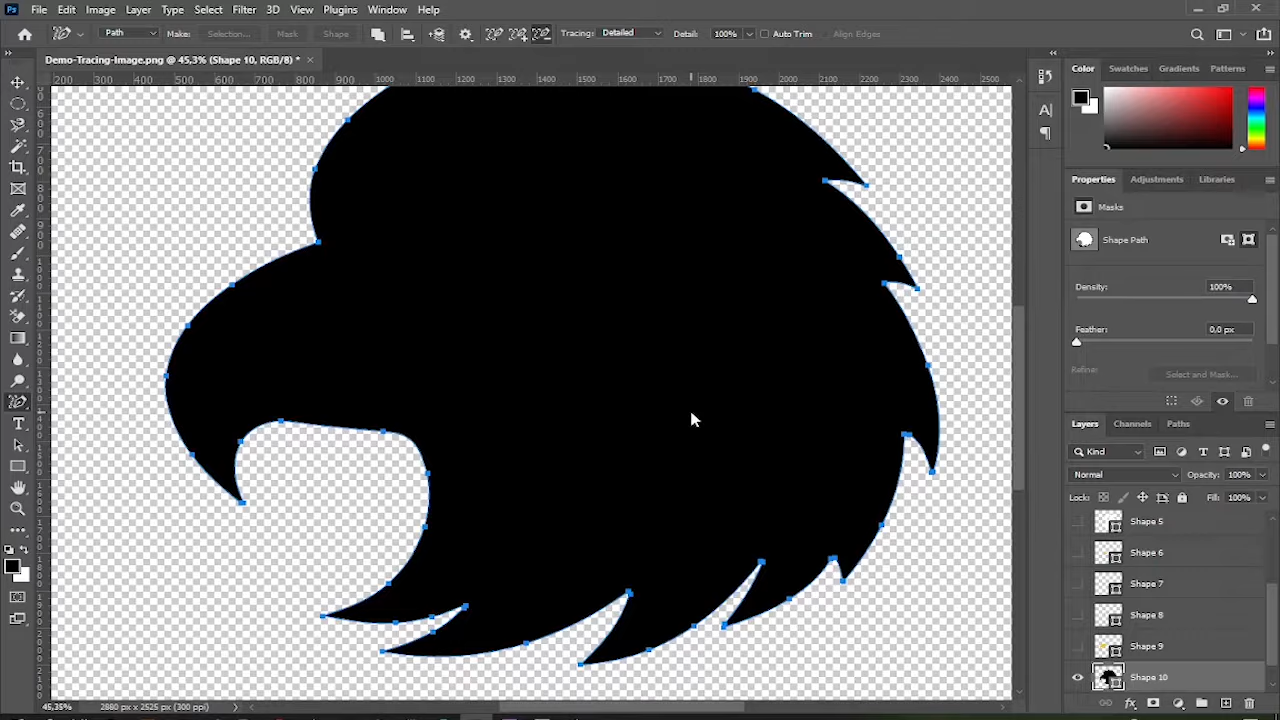 Ps File Edit Image Layer Type Select Filter 3D View Plugins Window Help
Path Make: Selection... Mask Shape Tracing: Detailed Detail: 100% Auto Trim Align Edges
Demo-Tracing-Image.png @ 45,3% (Shape 10, RGB/8) *
200 500 600 700 800 900 1000 1100 1200 1300 1400 1500 1600 1700 1800 1900 2000 2100 2200 2300 2400 2500
Color Swatches Gradients Patterns
Properties Adjustments Libraries
Masks
Shape Path
Density: 100%
Feather: 0,0 px
Refine: Select and Mask...
Layers Channels Paths
Kind
Normal Opacity: 100%
Lock: Fill: 100%
Shape 5
Shape 6
Shape 7
Shape 8
Shape 9
Shape 10
45,35% 2880 px x 2525 px (300 ppi)